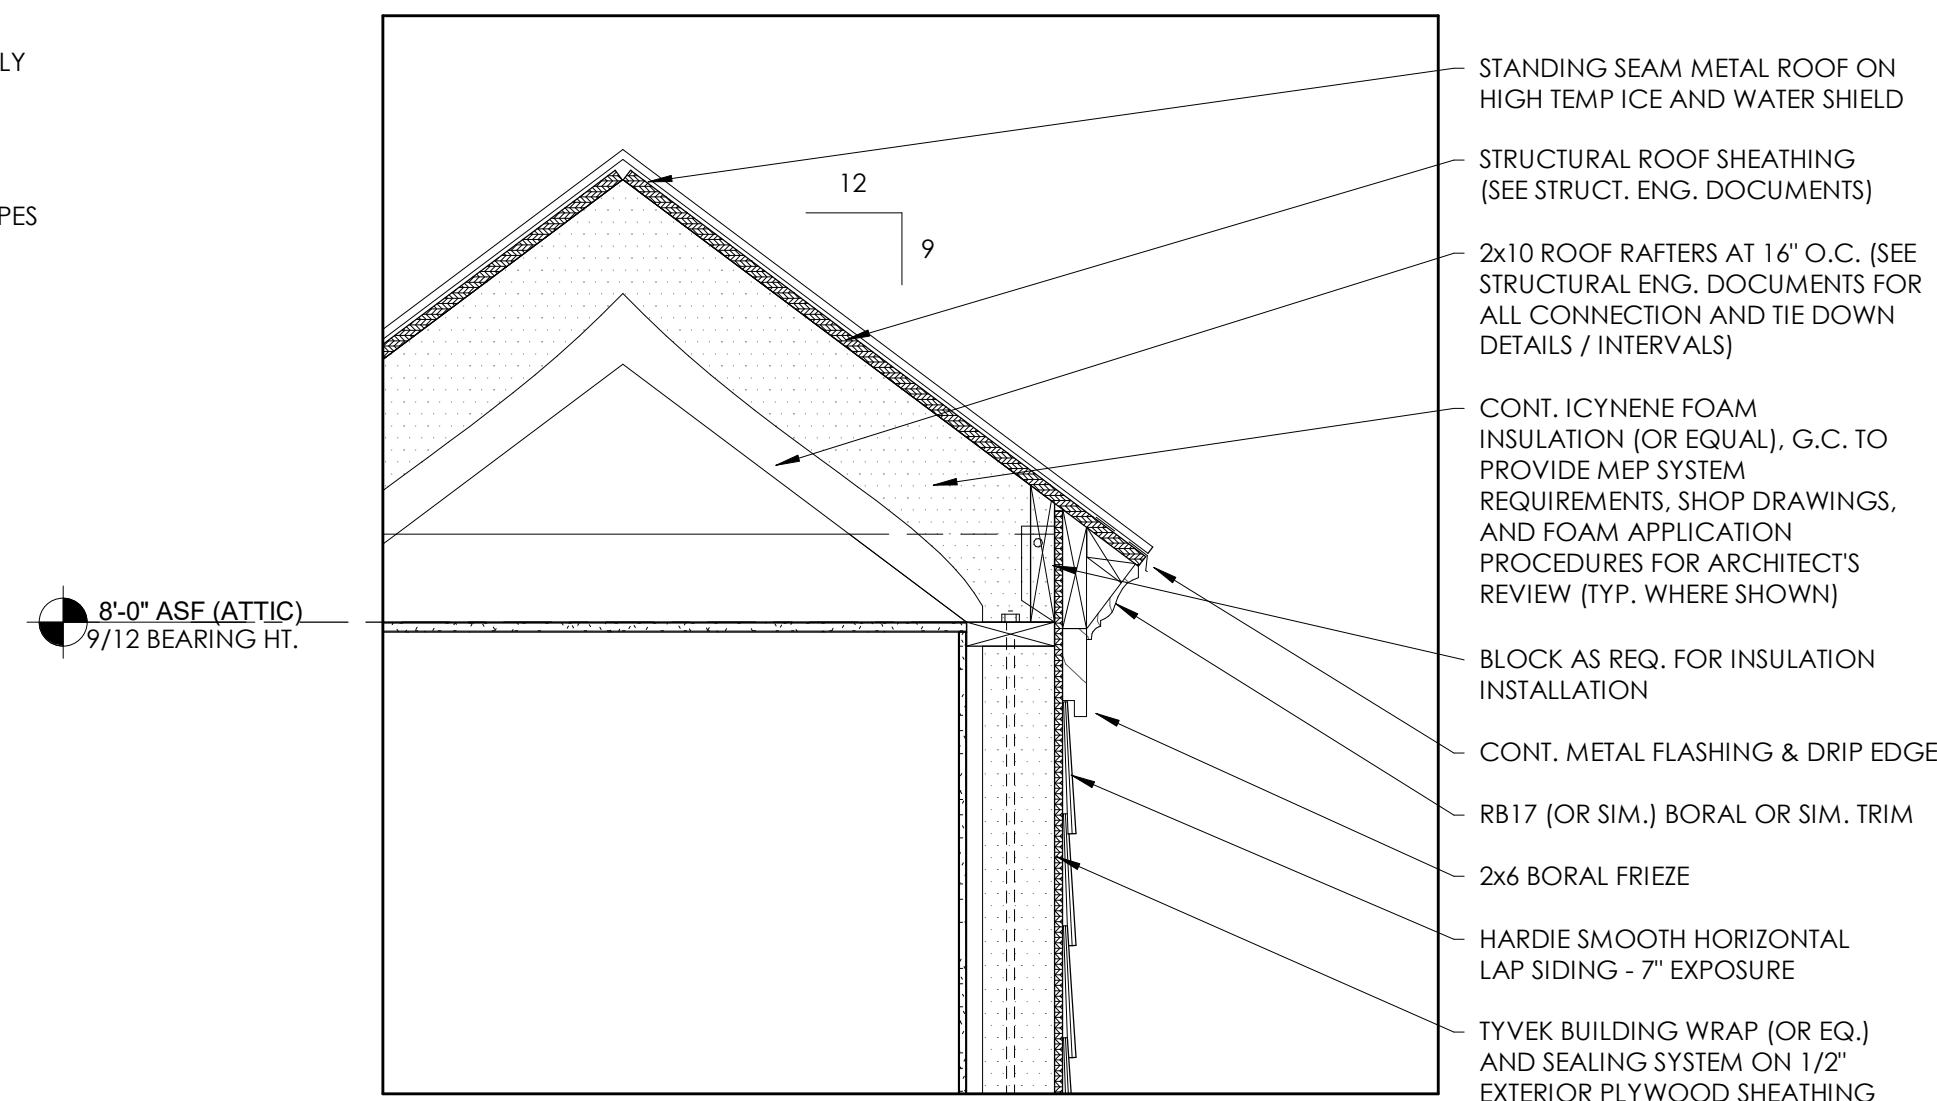 LY
PES
12
9
8'-0" ASF (ATTIC)
9/12 BEARING HT.
STANDING SEAM METAL ROOF ON
HIGH TEMP ICE AND WATER SHIELD
STRUCTURAL ROOF SHEATHING
(SEE STRUCT. ENG. DOCUMENTS)
2x10 ROOF RAFTERS AT 16" O.C. (SEE
STRUCTURAL ENG. DOCUMENTS FOR
ALL CONNECTION AND TIE DOWN
DETAILS / INTERVALS)
CONT. ICYNENE FOAM
INSULATION (OR EQUAL), G.C. TO
PROVIDE MEP SYSTEM
REQUIREMENTS, SHOP DRAWINGS,
AND FOAM APPLICATION
PROCEDURES FOR ARCHITECT'S
REVIEW (TYP. WHERE SHOWN)
BLOCK AS REQ. FOR INSULATION
INSTALLATION
CONT. METAL FLASHING & DRIP EDGE
RB17 (OR SIM.) BORAL OR SIM. TRIM
2x6 BORAL FRIEZE
HARDIE SMOOTH HORIZONTAL
LAP SIDING - 7" EXPOSURE
TYVEK BUILDING WRAP (OR EQ.)
AND SEALING SYSTEM ON 1/2"
EXTERIOR PLYWOOD SHEATHING